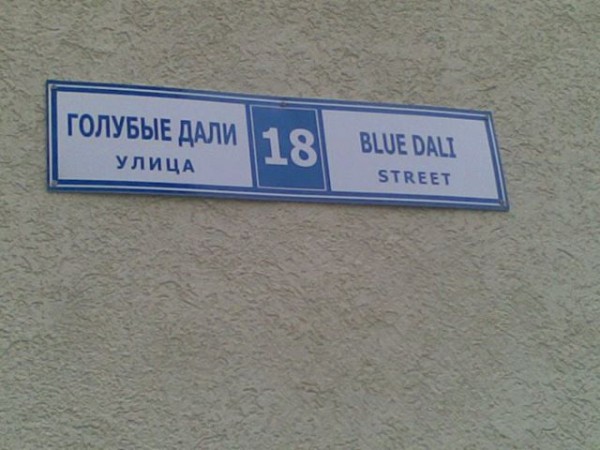 ГОЛУБЫЕ ДАЛИ
УЛИЦА
18
BLUE DALI
STREET